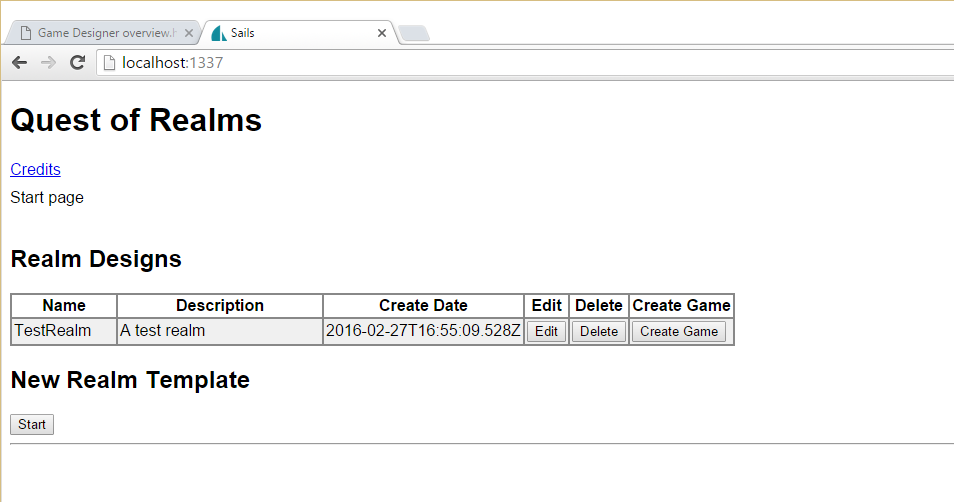 Game Designer overview.h
Sails
localhost:1337
Quest of Realms
Credits
Start page
Realm Designs
Name Description Create Date Edit Delete Create Game
TestRealm A test realm 2016-02-27T16:55:09.528Z Edit Delete Create Game
New Realm Template
Start